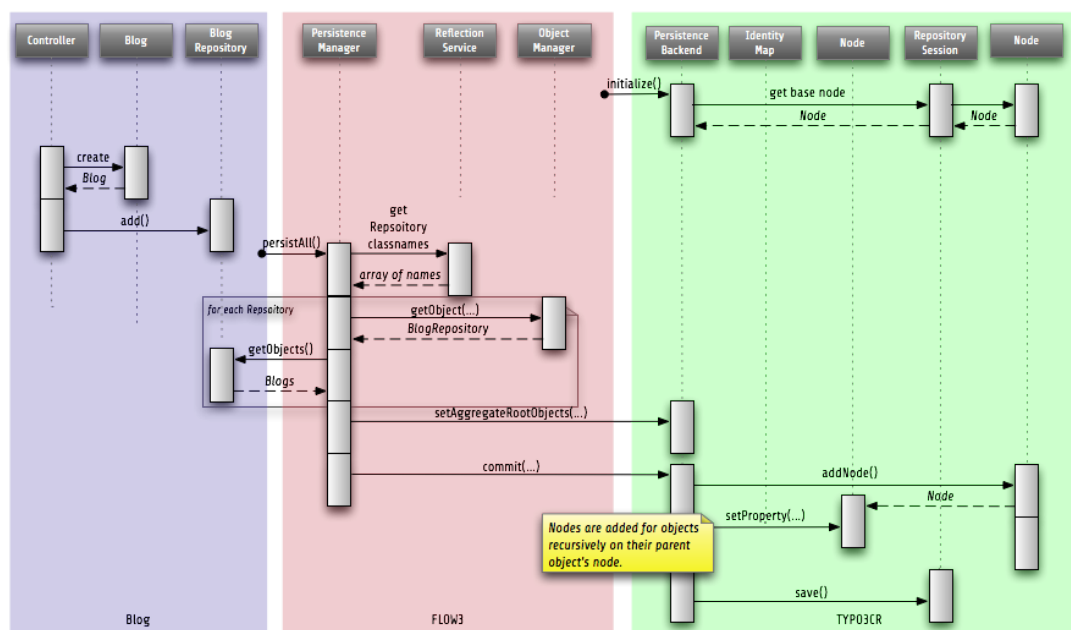 Controller
Blog
Blog
Repository
Persistence
Manager
Reflection
Service
Object
Manager
Persistence
Backend
Identity
Map
Node
Repository
Session
Node
initialize()
get base node
Node
Node
create
Blog
add()
persistAll()
get
Repsoitory
classnames
array of names
for each Repsoitory
getObject(...)
BlogRepository
getObjects()
Blogs
setAggregateRootObjects(...)
commit(...)
addNode()
Node
setProperty(...)
Nodes are added for objects
recursively on their parent
object's node.
save()
Blog
FLOW3
TYPO3CR